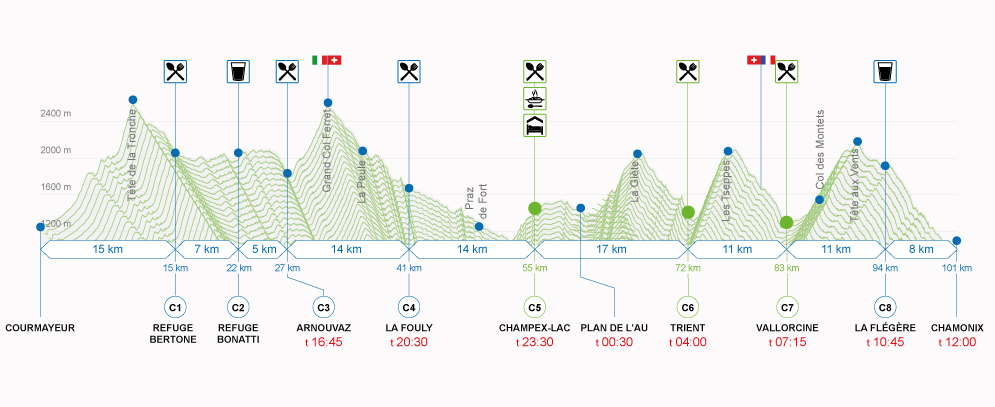 2400 m
2000 m
1600 m
1200 m
Tête de la Tronche
Grand Col Ferret
La Peule
Praz
de Fort
La Giète
Les Tseppes
Col des Montets
Tête aux Vents
15 km
7 km
5 km
14 km
14 km
17 km
11 km
11 km
8 km
15 km
22 km
27 km
41 km
55 km
72 km
83 km
94 km
101 km
C1
C2
C3
C4
C5
C6
C7
C8
COURMAYEUR
REFUGE
BERTONE
REFUGE
BONATTI
ARNOUVAZ
t 16:45
LA FOULY
t 20:30
CHAMPEX-LAC
t 23:30
PLAN DE L'AU
t 00:30
TRIENT
t 04:00
VALLORCINE
t 07:15
LA FLÉGÈRE
t 10:45
CHAMONIX
t 12:00